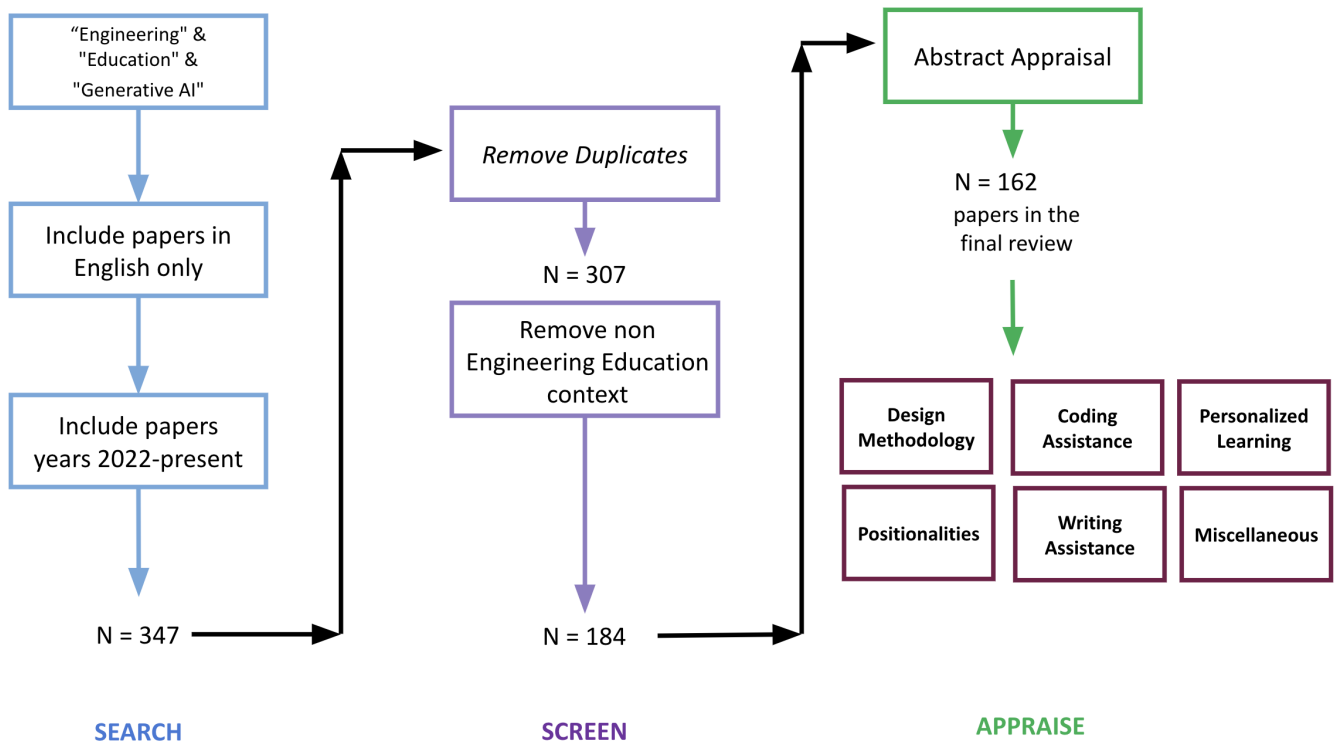 “Engineering" &
"Education" &
"Generative AI"
Include papers in
English only
Include papers
years 2022-present
N = 347
SEARCH
Remove Duplicates
N = 307
Remove non
Engineering Education
context
N = 184
SCREEN
Abstract Appraisal
N = 162
papers in the
final review
Design
Methodology
Coding
Assistance
Personalized
Learning
Positionalities
Writing
Assistance
Miscellaneous
APPRAISE